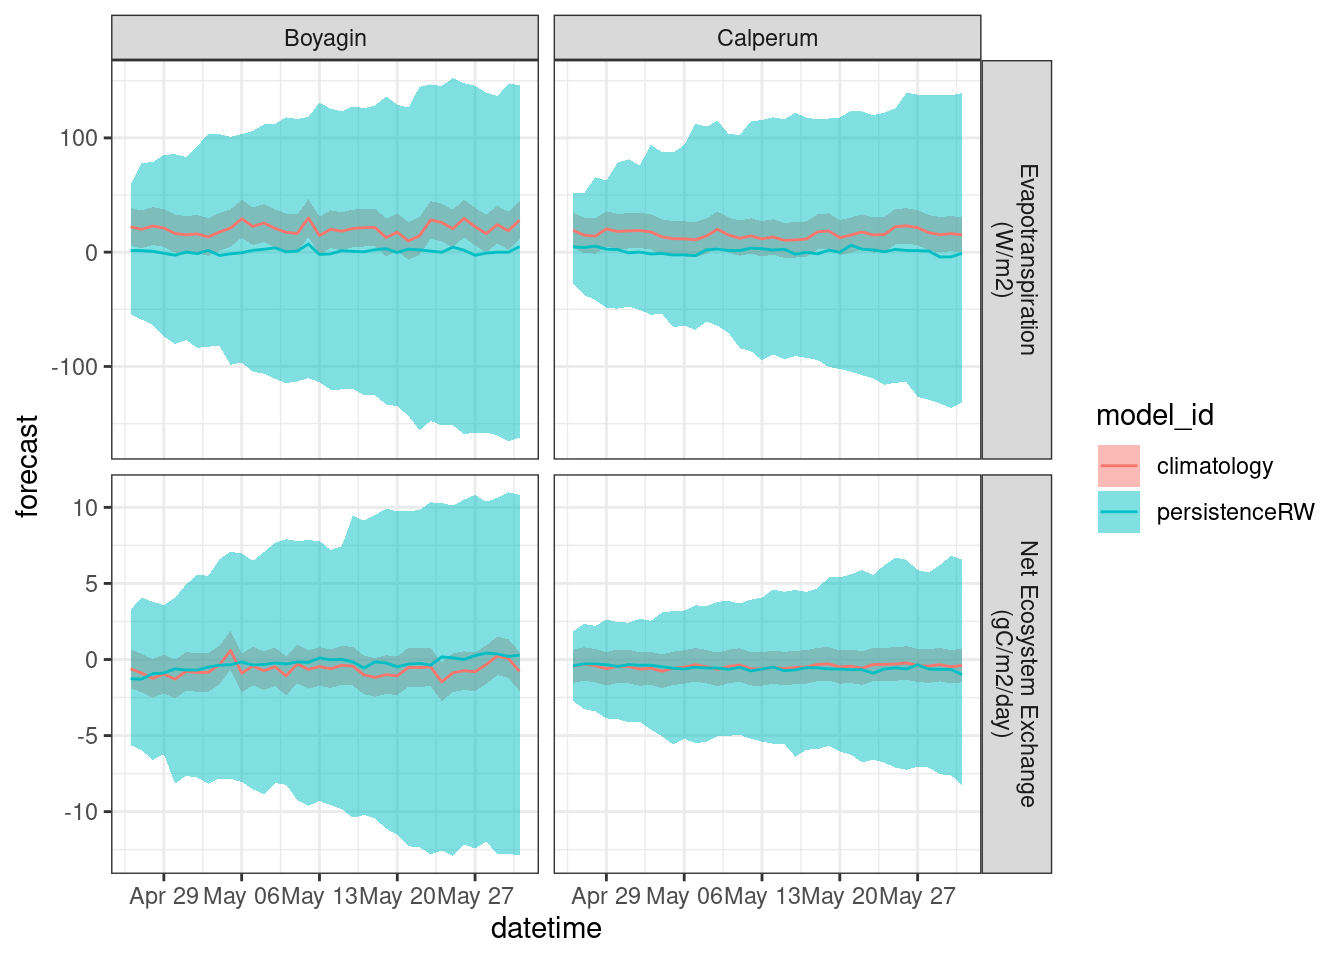 Boyagin
Calperum
100
0
-100
Evapotranspiration
(W/m2)
10
5
0
-5
-10
Net Ecosystem Exchange
(gC/m2/day)
forecast
Apr 29 May 06 May 13 May 20 May 27
Apr 29 May 06 May 13 May 20 May 27
datetime
model_id
climatology
persistenceRW